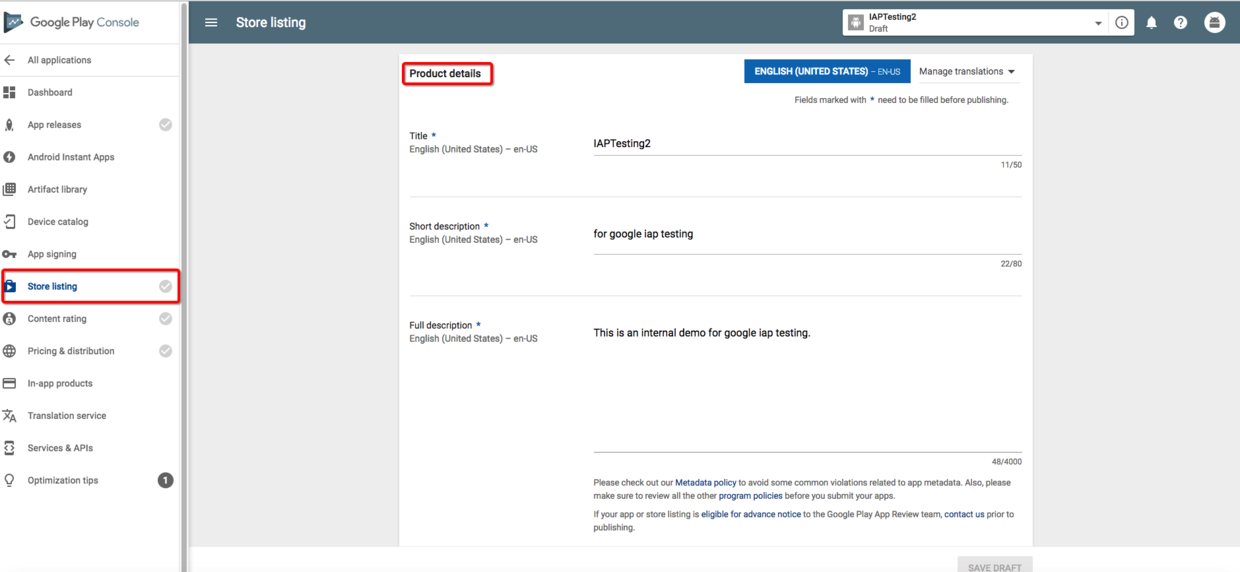 Google Play Console
Store listing
IAPTesting2
Draft
All applications
Dashboard
App releases
Android Instant Apps
Artifact library
Device catalog
App signing
Store listing
Content rating
Pricing & distribution
In-app products
Translation service
Services & APIs
Optimization tips 1
Product details
ENGLISH (UNITED STATES) – EN-US Manage translations
Fields marked with * need to be filled before publishing.
Title *
English (United States) – en-US
IAPTesting2
11/50
Short description *
English (United States) – en-US
for google iap testing
22/80
Full description *
English (United States) – en-US
This is an internal demo for google iap testing.
48/4000
Please check out our Metadata policy to avoid some common violations related to app metadata. Also, please
make sure to review all the other program policies before you submit your apps.
If your app or store listing is eligible for advance notice to the Google Play App Review team, contact us prior to
publishing.
SAVE DRAFT